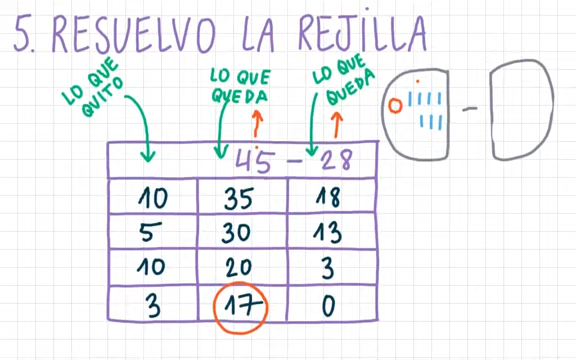 5. RESUELVO LA REJILLA
LO QUE QUITO
LO QUE QUEDA
LO QUE QUEDA
45 - 28
10 35 18
5 30 13
10 20 3
3 17 0